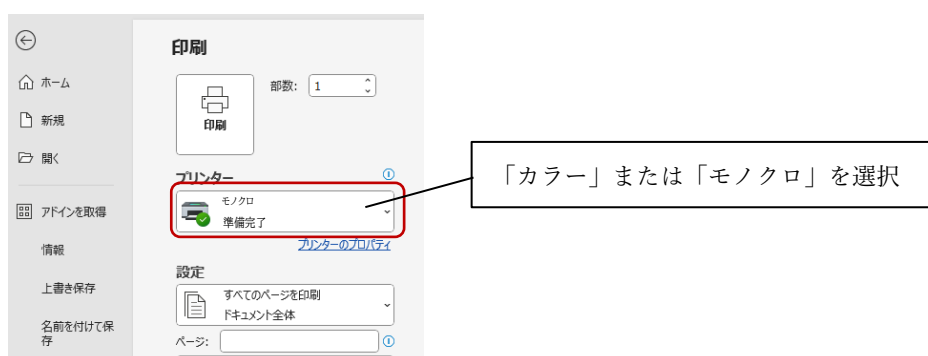 印刷
ホーム
新規
開く
アドインを取得
情報
上書き保存
名前を付けて保
存
部数: 1
印刷
プリンター
モノクロ
準備完了
プリンターのプロパティ
設定
すべてのページを印刷
ドキュメント全体
ページ:
「カラー」または「モノクロ」を選択